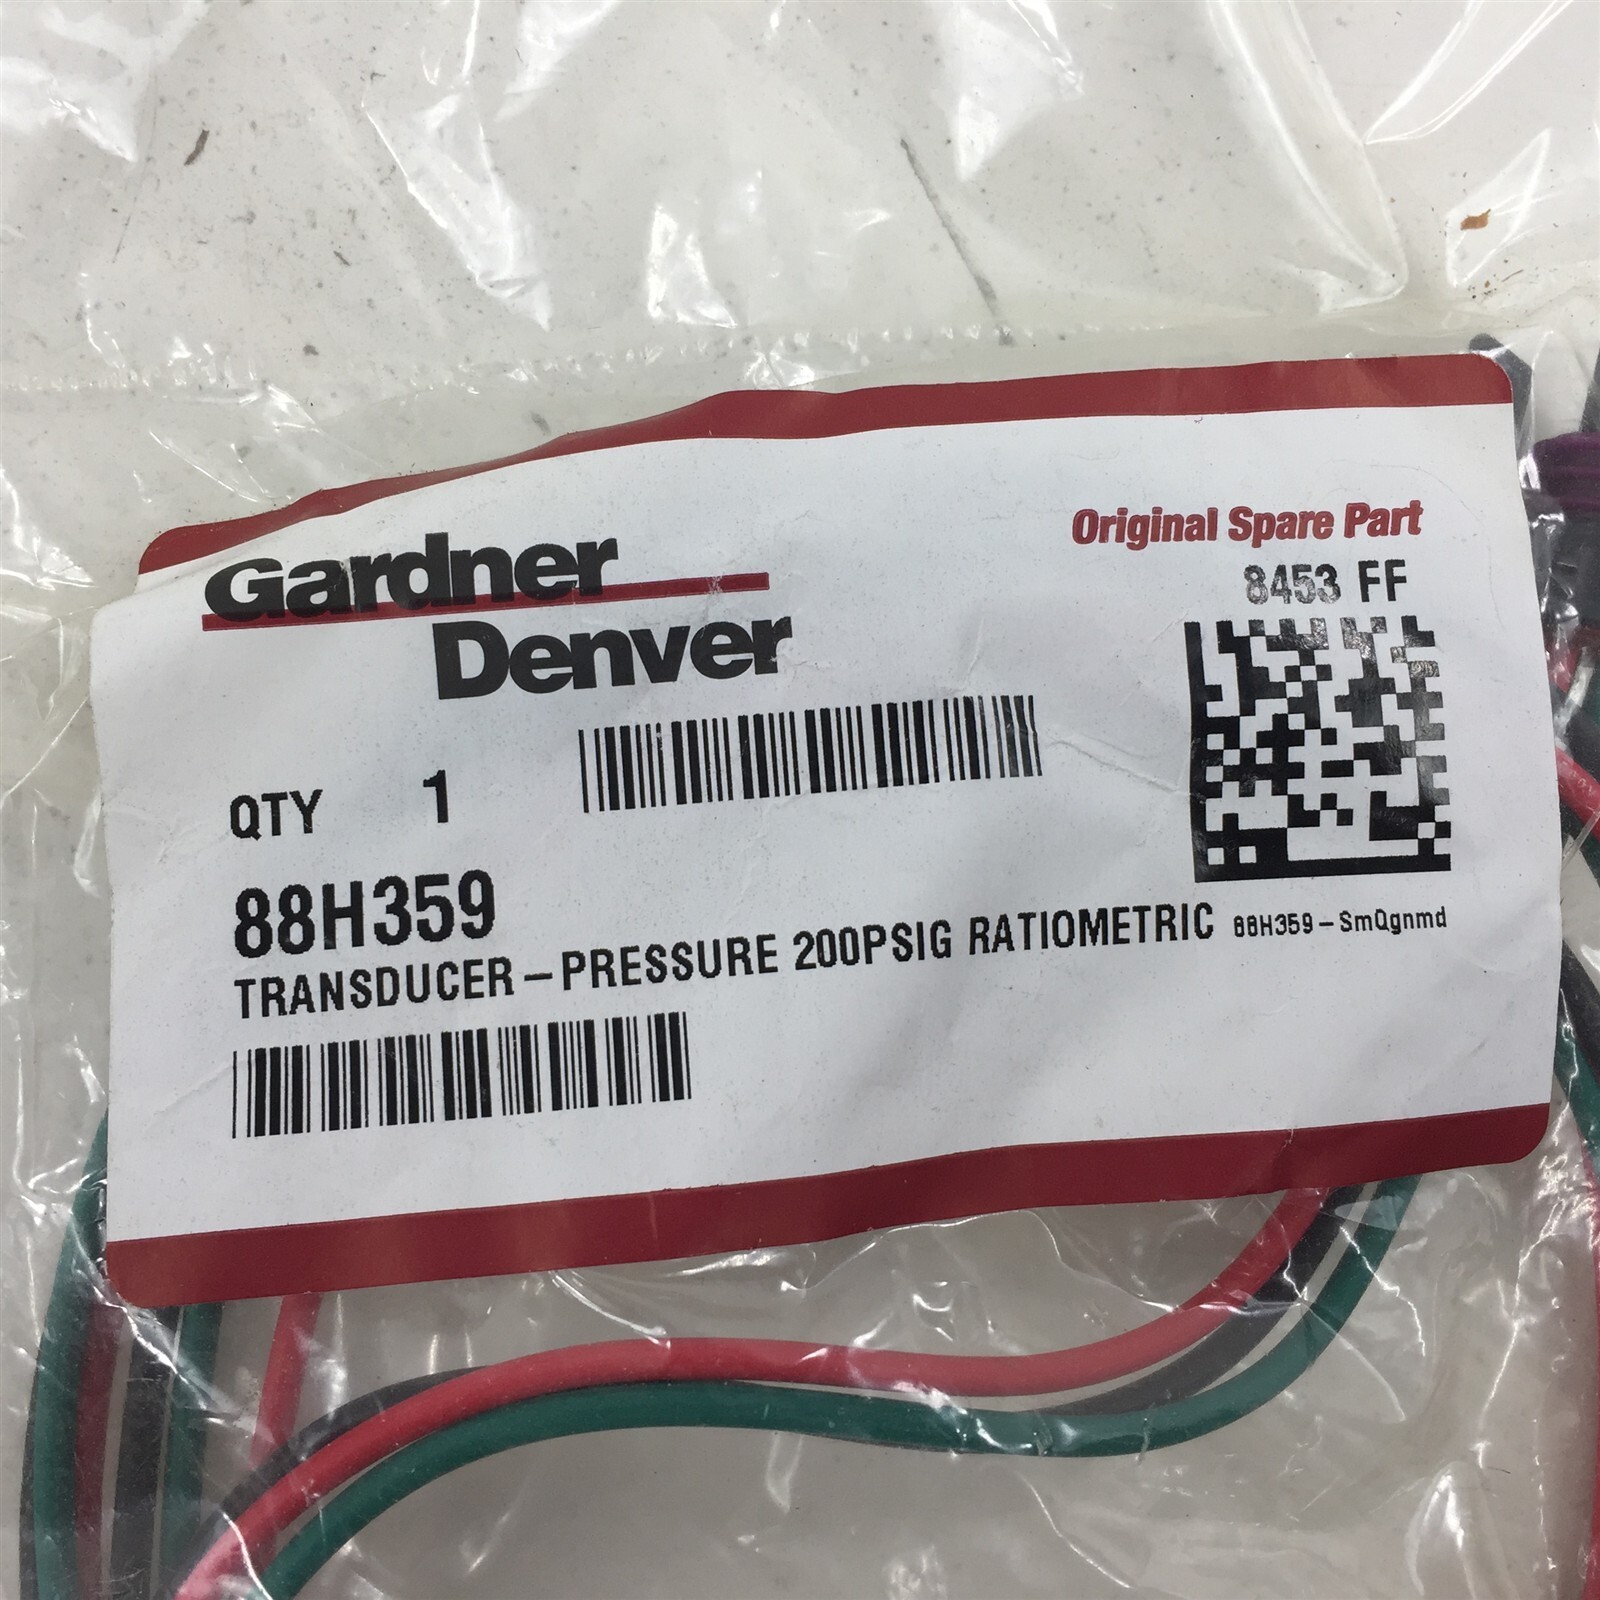 Gardner
Denver
Original Spare Part
8453 FF
QTY 1
88H359
TRANSDUCER-PRESSURE 200PSIG RATIOMETRIC 88H359-SmQgnmd